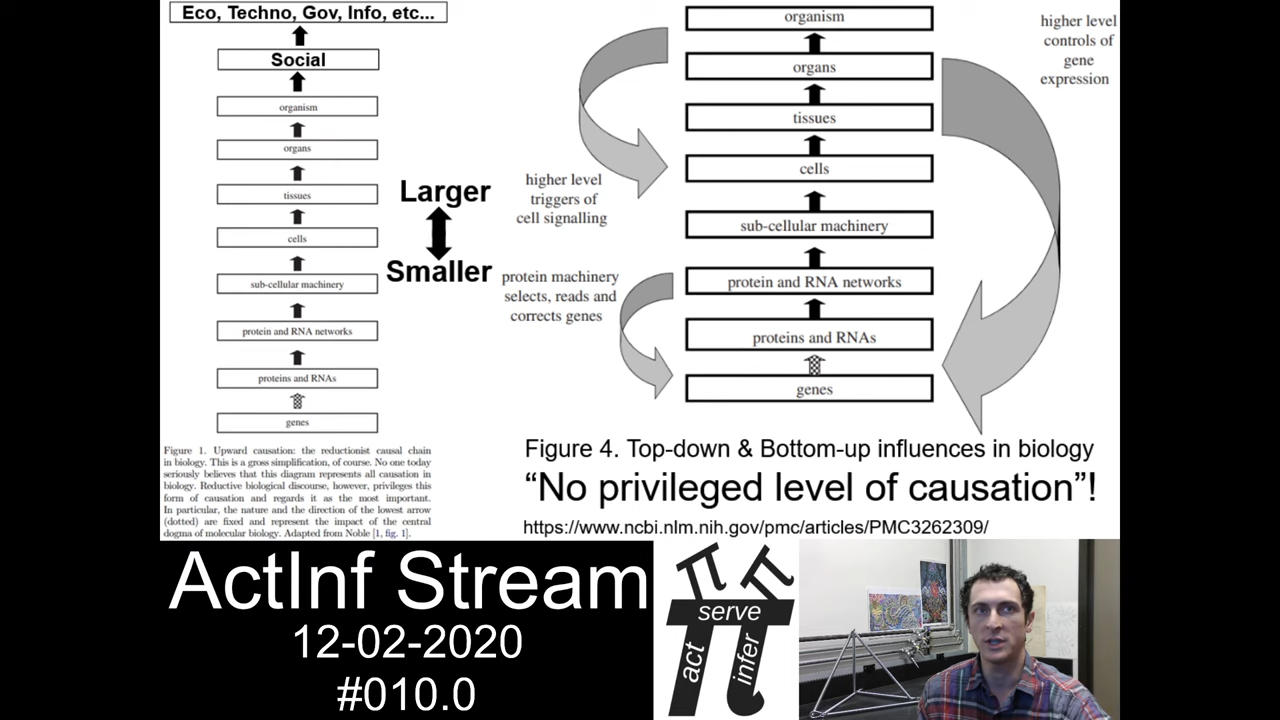 Eco, Techno, Gov, Info, etc...
Social
organism
organs
tissues
cells
sub-cellular machinery
protein and RNA networks
proteins and RNAs
genes
Figure 1. Upward causation: the reductionist causal chain
in biology. This is a gross simplification, of course. No one today
seriously believes that this diagram represents all causation in
biology. Reductive biological discourse, however, privileges this
form of causation and regards it as the most important.
In particular, the nature and the direction of the lowest arrow
(dotted) are fixed and represent the impact of the central
dogma of molecular biology. Adapted from Noble [1, fig. 1].
Larger
Smaller
organism
organs
tissues
cells
sub-cellular machinery
protein and RNA networks
proteins and RNAs
genes
higher level
triggers of
cell signalling
protein machinery
selects, reads and
corrects genes
higher level
controls of
gene
expression
Figure 4. Top-down & Bottom-up influences in biology
“No privileged level of causation”!
https://www.ncbi.nlm.nih.gov/pmc/articles/PMC3262309/
ActInf Stream
12-02-2020
#010.0
serve
act
infer